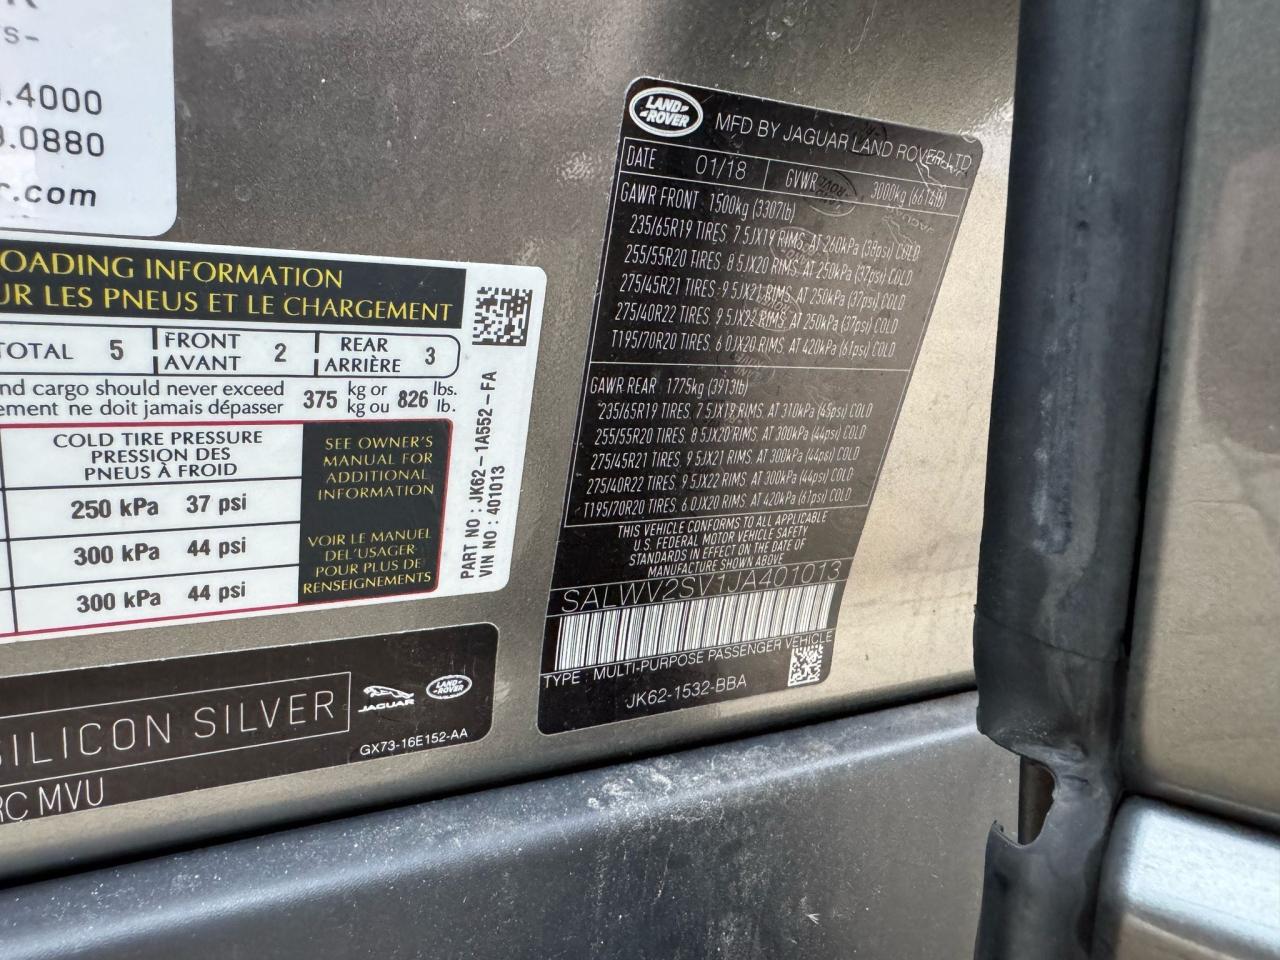 s-
.4000
.0880
r.com
OADING INFORMATION
UR LES PNEUS ET LE CHARGEMENT
TOTAL 5 FRONT AVANT 2 REAR ARRIÈRE 3
nd cargo should never exceed 375 kg or 826 lbs.
ement ne doit jamais dépasser kg ou lb.
COLD TIRE PRESSURE
PRESSION DES
PNEUS À FROID
250 kPa 37 psi
300 kPa 44 psi
300 kPa 44 psi
SEE OWNER'S
MANUAL FOR
ADDITIONAL
INFORMATION
VOIR LE MANUEL
DE L'USAGER
POUR PLUS DE
RENSEIGNEMENTS
PART NO : JK62-1A552-FA
VIN NO : 401013
SILICON SILVER
JAGUAR
LAND-
ROVER
GX73-16E152-AA
RC MVU
LAND-
ROVER
MFD BY JAGUAR LAND ROVER LTD
DATE 01/18 GVWR 3000kg (6614lb)
GAWR FRONT 1500kg (3307lb)
235/65R19 TIRES, 7.5JX19 RIMS, AT 260kPa (38psi) COLD
255/55R20 TIRES, 8.5JX20 RIMS, AT 250kPa (37psi) COLD
275/45R21 TIRES, 9.5JX21 RIMS, AT 250kPa (37psi) COLD
275/40R22 TIRES, 9.5JX22 RIMS, AT 250kPa (37psi) COLD
T195/70R20 TIRES, 6.0JX20 RIMS, AT 420kPa (61psi) COLD
GAWR REAR 1775kg (3913lb)
235/65R19 TIRES, 7.5JX19 RIMS, AT 310kPa (45psi) COLD
255/55R20 TIRES, 8.5JX20 RIMS, AT 300kPa (44psi) COLD
275/45R21 TIRES, 9.5JX21 RIMS, AT 300kPa (44psi) COLD
275/40R22 TIRES, 9.5JX22 RIMS, AT 300kPa (44psi) COLD
T195/70R20 TIRES, 6.0JX20 RIMS, AT 420kPa (61psi) COLD
THIS VEHICLE CONFORMS TO ALL APPLICABLE
U.S. FEDERAL MOTOR VEHICLE SAFETY
STANDARDS IN EFFECT ON THE DATE OF
MANUFACTURE SHOWN ABOVE
SALWV2SV1JA401013
TYPE : MULTI-PURPOSE PASSENGER VEHICLE
JK62-1532-BBA